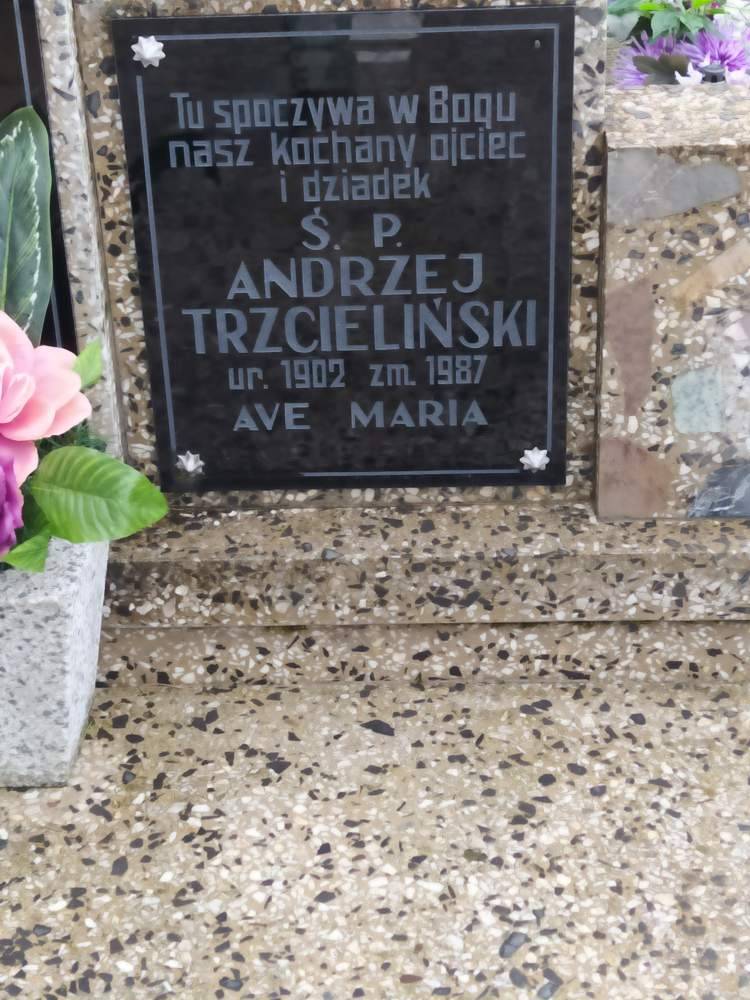 Tu spoczywa w Bogu
nasz kochany ojciec
i dziadek
Ś. P.
ANDRZEJ
TRZCIELIŃSKI
ur. 1902 zm. 1987
AVE MARIA